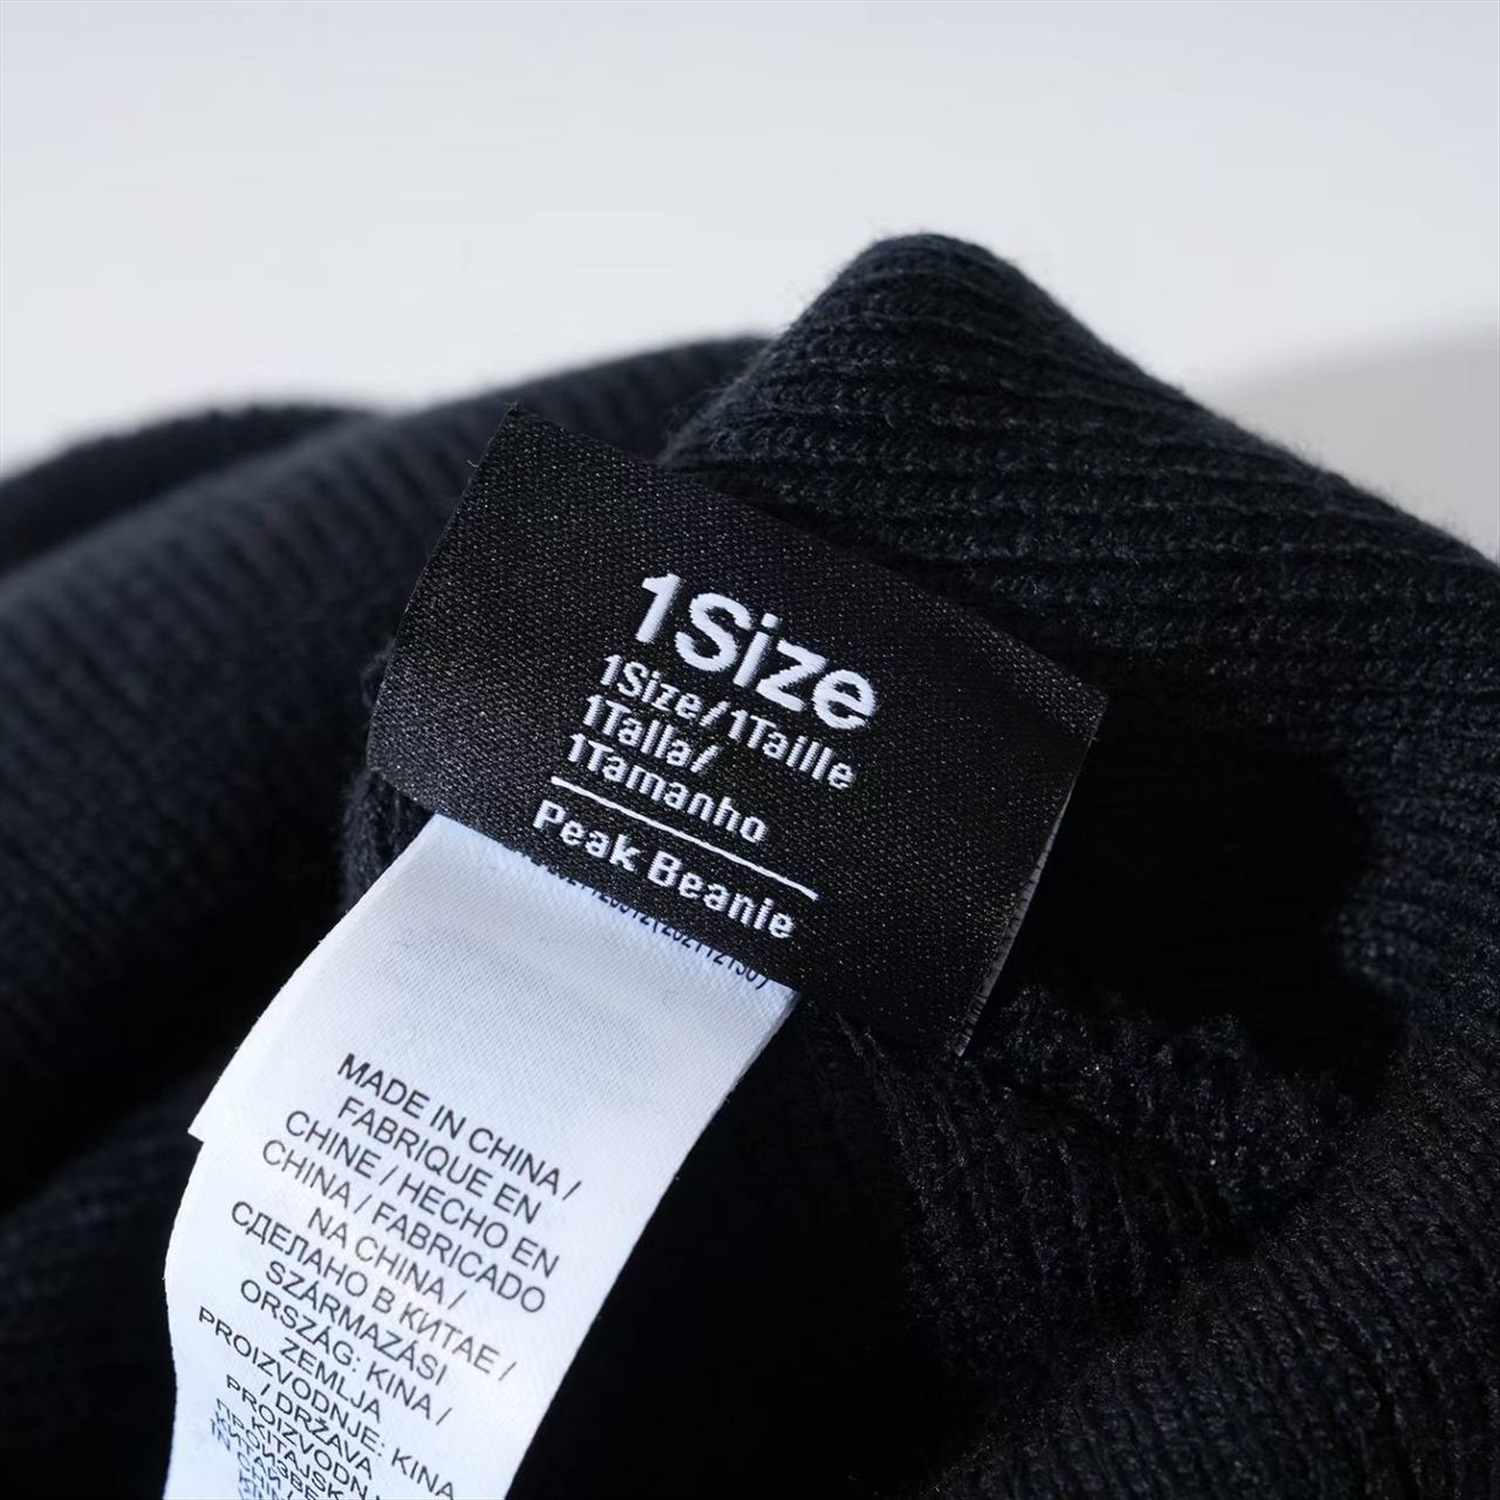 1Size
1Size/1Taille
1Talla/
1Tamanho
Peak Beanie
MADE IN CHINA /
FABRIQUE EN
CHINE / HECHO EN
CHINA / FABRICADO
NA CHINA /
СДЕЛАНО В КИТАЕ /
SZÁRMAZÁSI
ORSZÁG: KINA /
ZEMLJA
PROIZVODNJE: KINA
/ DRŽAVA